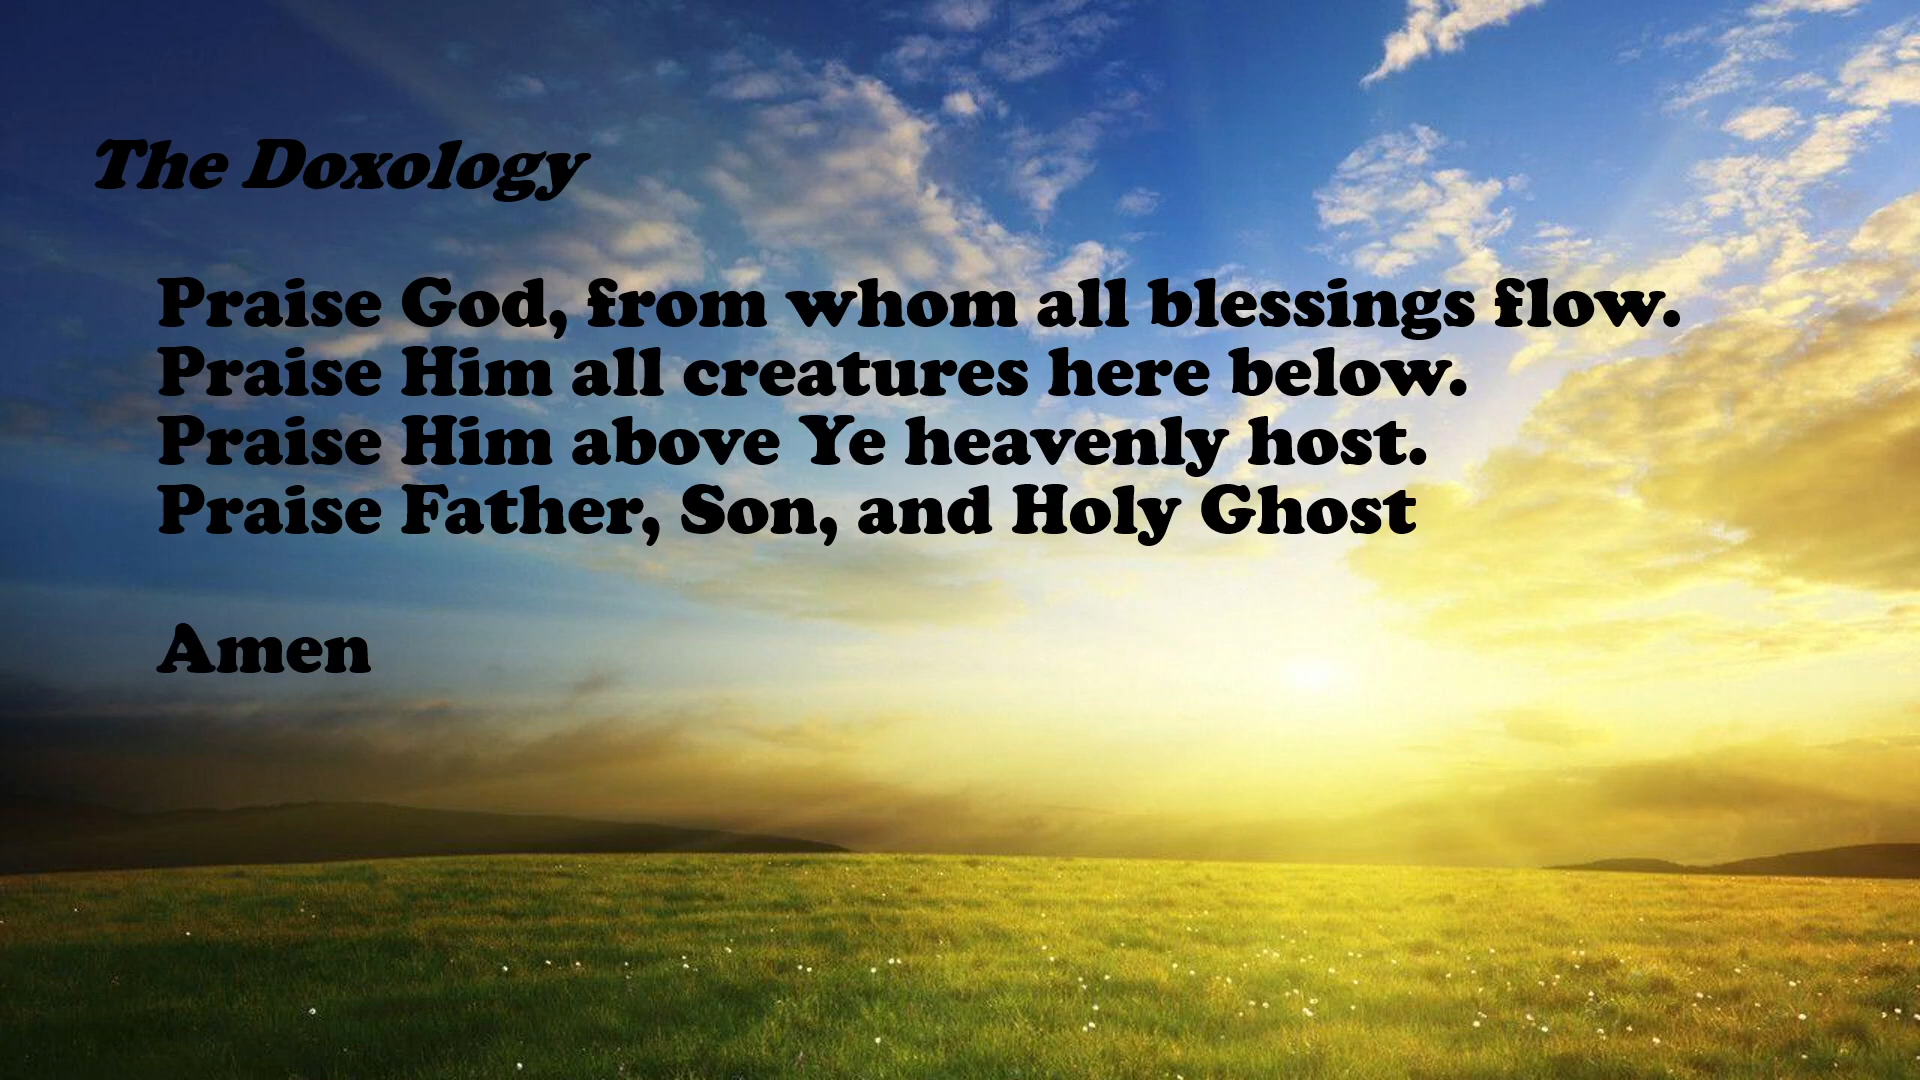 The Doxology
Praise God, from whom all blessings flow.
Praise Him all creatures here below.
Praise Him above Ye heavenly host.
Praise Father, Son, and Holy Ghost
Amen